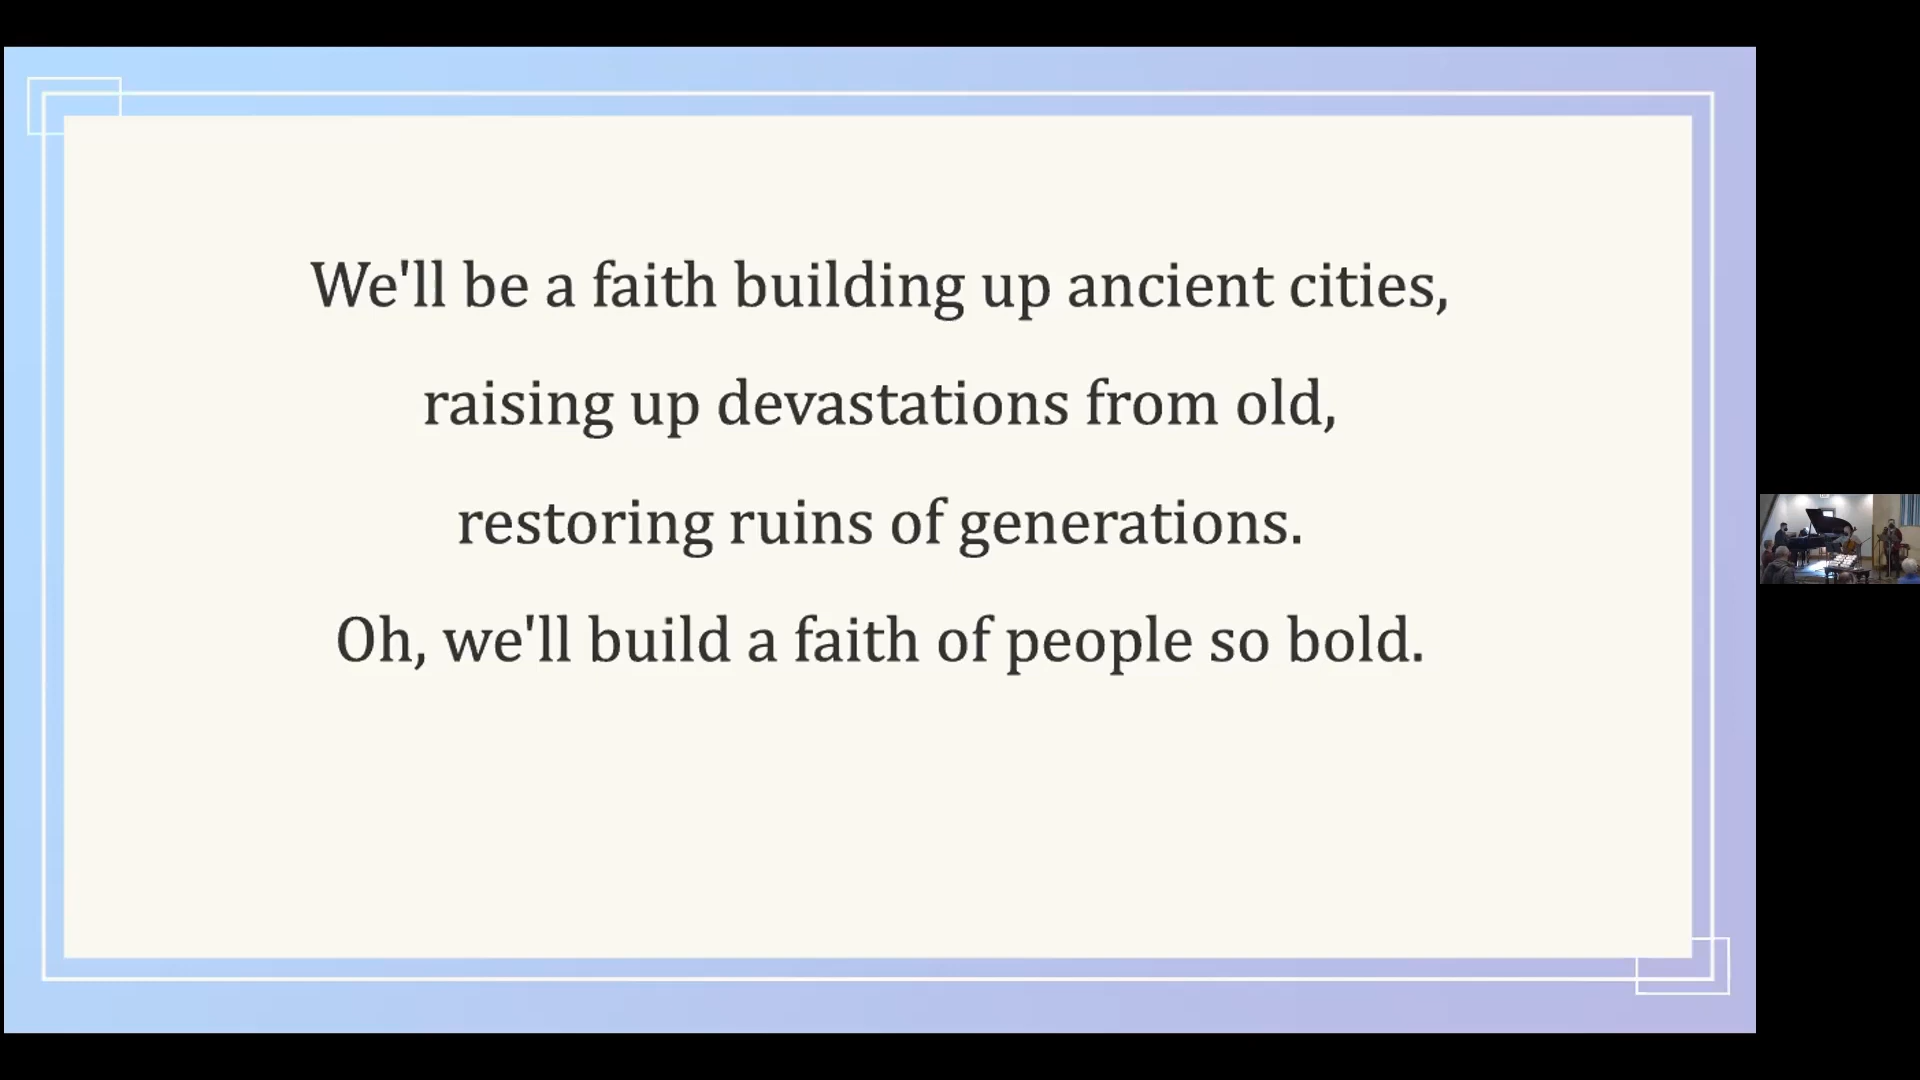 We'll be a faith building up ancient cities,
raising up devastations from old,
restoring ruins of generations.
Oh, we'll build a faith of people so bold.